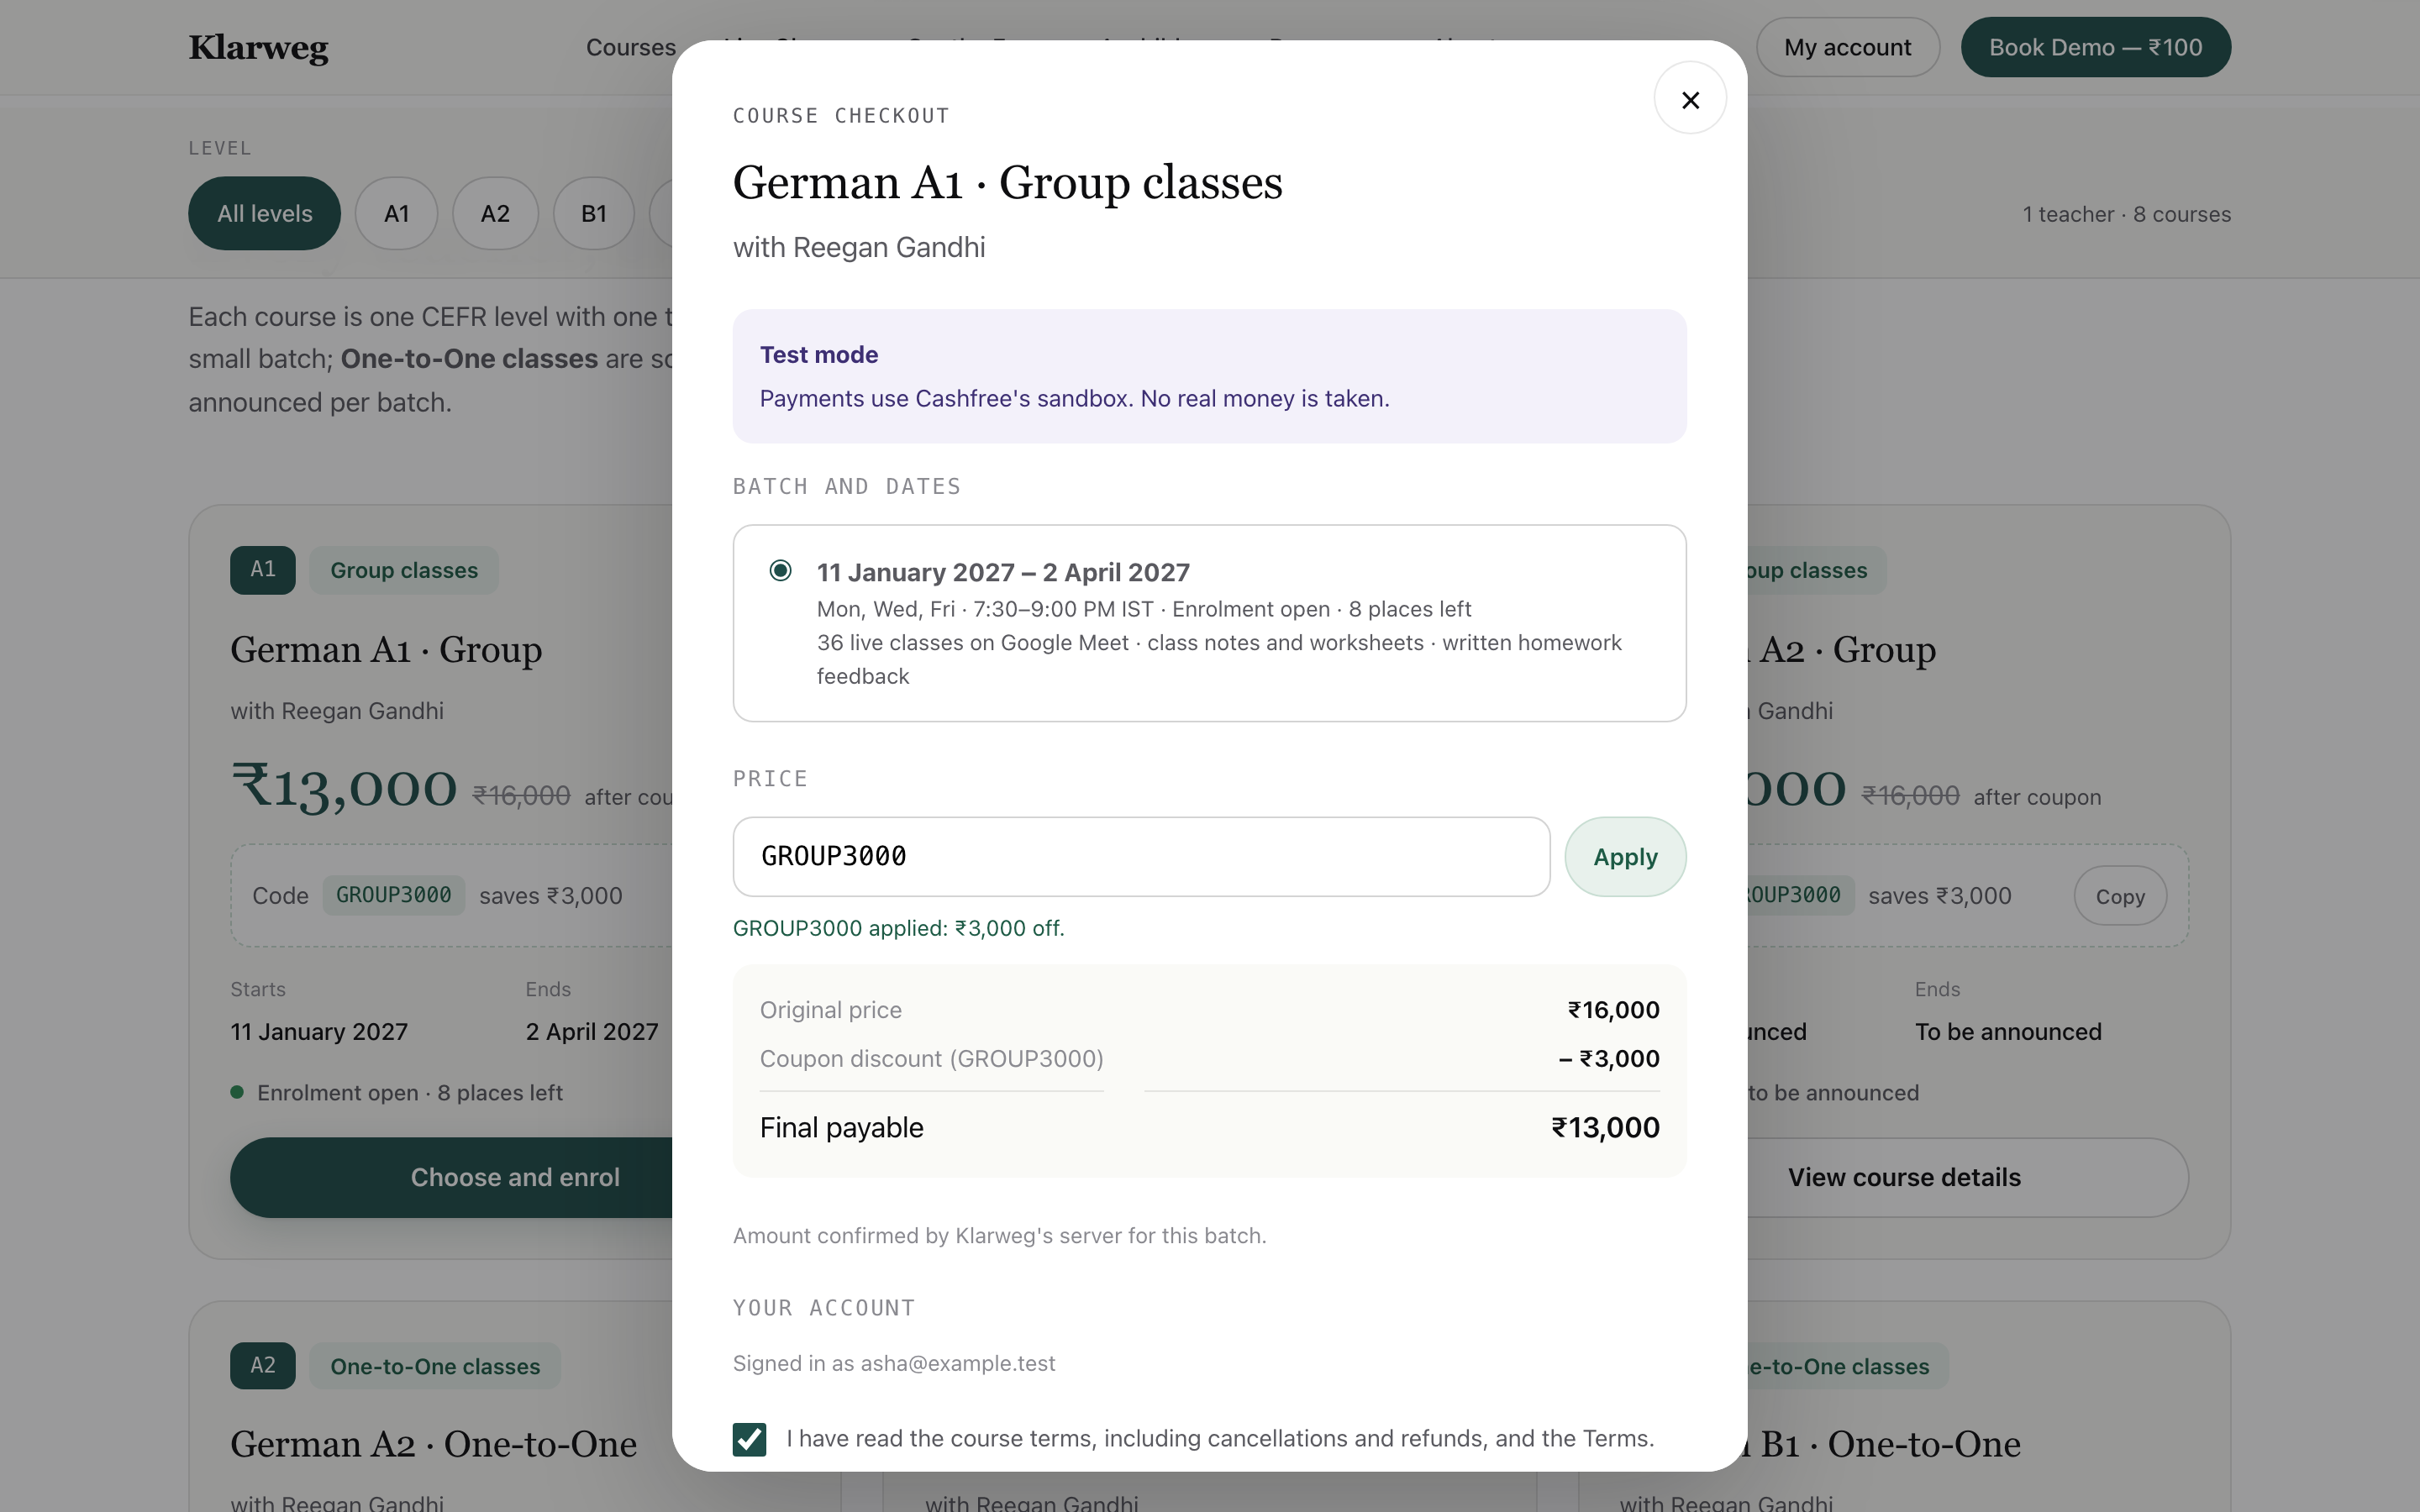 Klarweg
Courses
My account
Book Demo — ₹100
LEVEL
All levels
A1
A2
B1
1 teacher · 8 courses
Each course is one CEFR level with one
small batch; One-to-One classes are
announced per batch.
COURSE CHECKOUT
German A1 · Group classes
with Reegan Gandhi
Test mode
Payments use Cashfree's sandbox. No real money is taken.
BATCH AND DATES
11 January 2027 – 2 April 2027
Mon, Wed, Fri · 7:30–9:00 PM IST · Enrolment open · 8 places left
36 live classes on Google Meet · class notes and worksheets · written homework
feedback
PRICE
GROUP3000
Apply
GROUP3000 applied: ₹3,000 off.
Original price ₹16,000
Coupon discount (GROUP3000) – ₹3,000
Final payable ₹13,000
Amount confirmed by Klarweg's server for this batch.
YOUR ACCOUNT
Signed in as asha@example.test
I have read the course terms, including cancellations and refunds, and the Terms.
A1
Group classes
German A1 · Group
with Reegan Gandhi
₹13,000 ₹16,000 after
Code GROUP3000 saves ₹3,000
Starts
Ends
11 January 2027
2 April 2027
Enrolment open · 8 places left
Choose and enrol
classes
A2 · Group
Gandhi
₹16,000 after coupon
saves ₹3,000
Copy
Ends
To be announced
to be announced
View course details
A2
One-to-One classes
German A2 · One-to-One
with Reegan Gandhi
with Reegan Gandhi
classes
B1 · One-to-One
with Reegan Gandhi